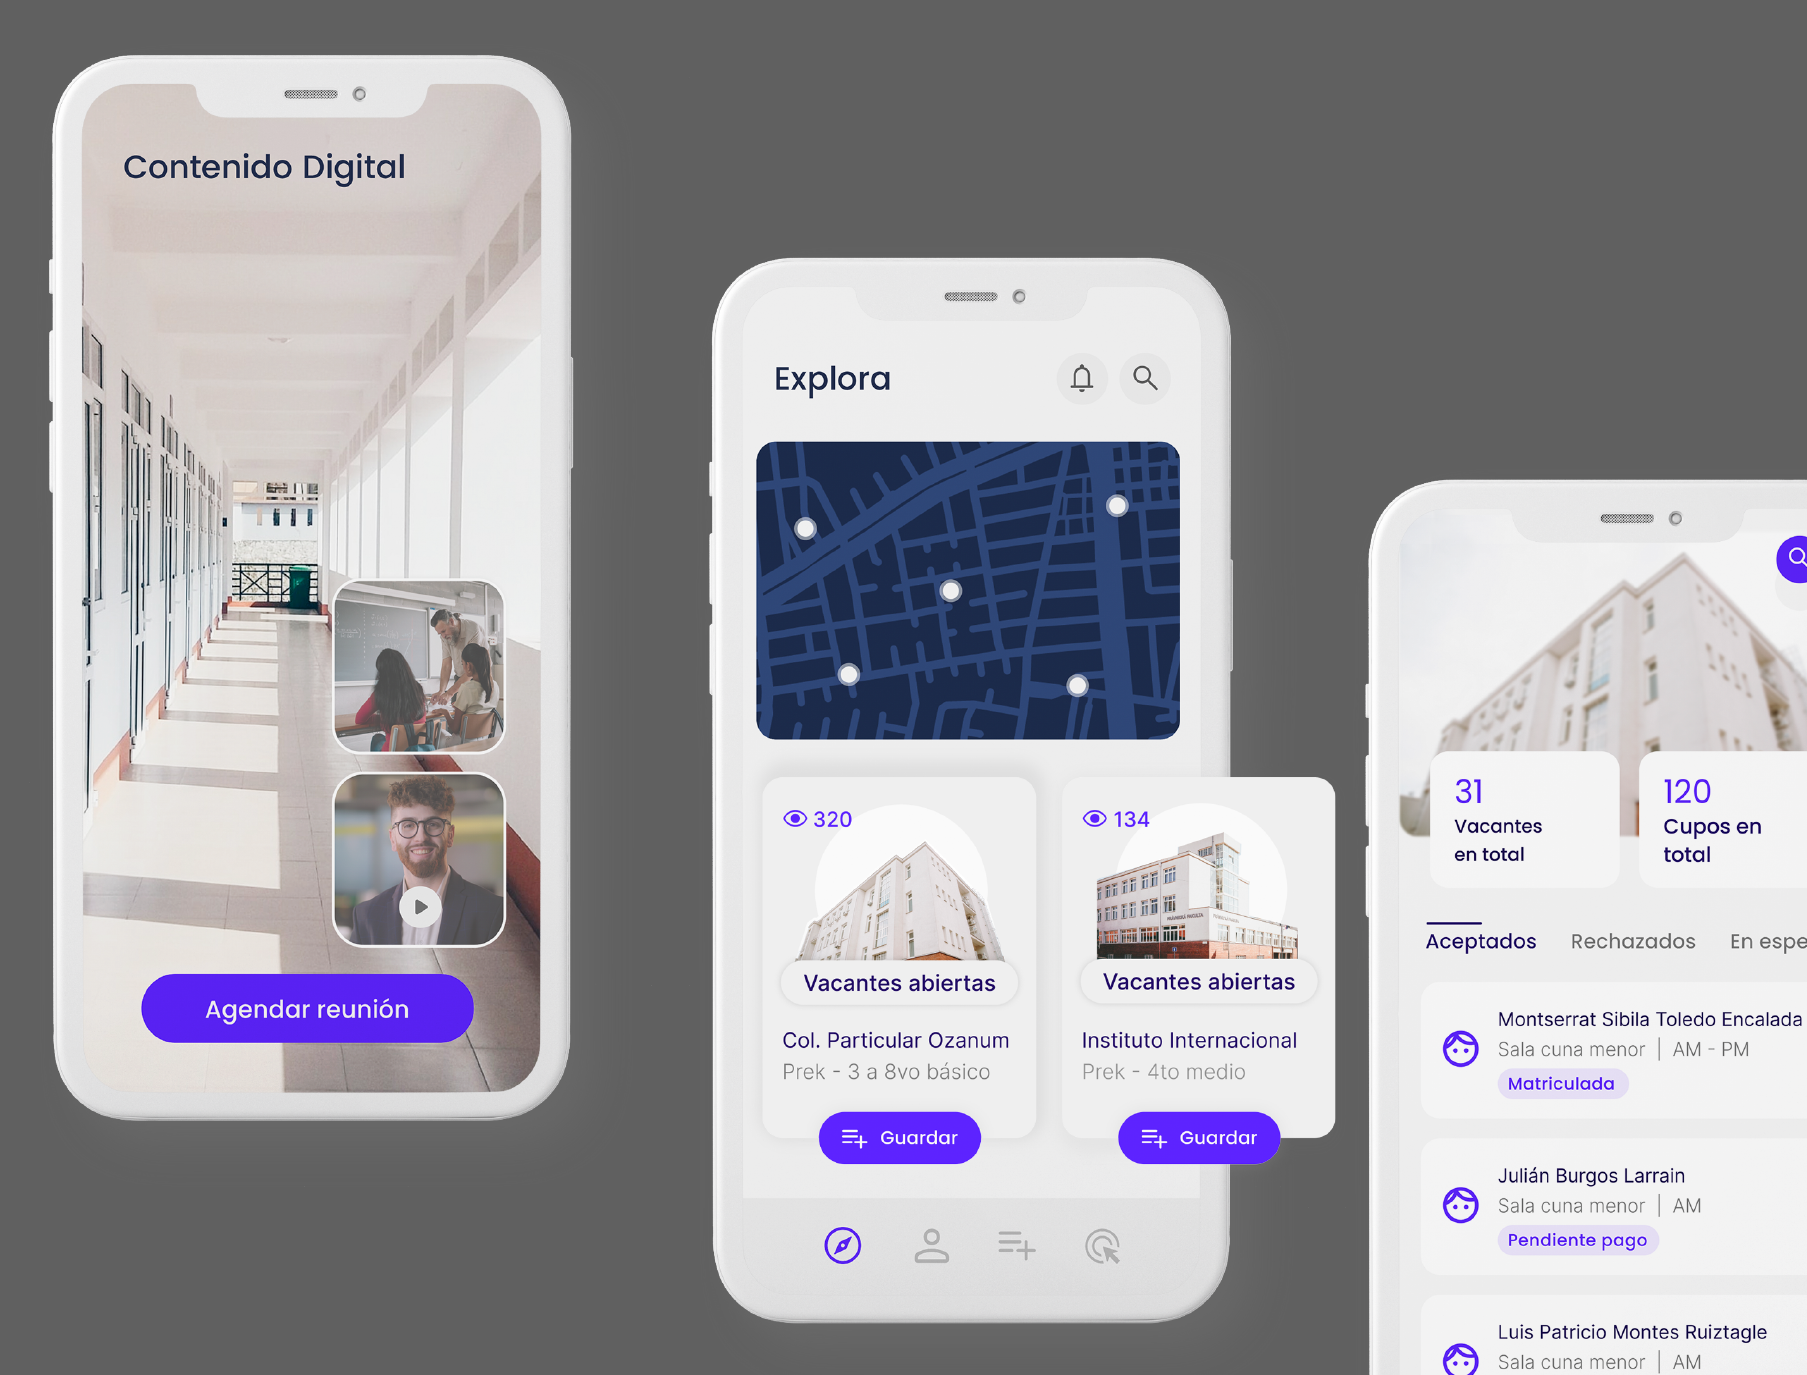 Contenido Digital
Agendar reunión
Explora
320
Vacantes abiertas
Col. Particular Ozanum
Prek - 3 a 8vo básico
Guardar
134
Vacantes abiertas
Instituto Internacional
Prek - 4to medio
Guardar
31
Vacantes
en total
120
Cupos en
total
Aceptados
Rechazados
En espe
Montserrat Sibila Toledo Encalada
Sala cuna menor | AM - PM
Matriculada
Julián Burgos Larrain
Sala cuna menor | AM
Pendiente pago
Luis Patricio Montes Ruiztagle
Sala cuna menor | AM